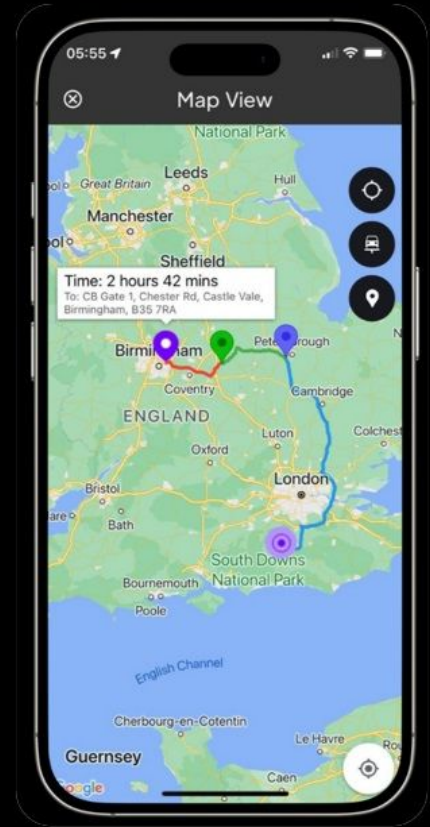 05:55
Map View
National Park
Leeds
Great Britain
Hull
Manchester
Sheffield
Time: 2 hours 42 mins
To: CB Gate 1, Chester Rd, Castle Vale,
Birmingham, B35 7RA
Coventry
Cambridge
ENGLAND
Luton
Colchest
Oxford
London
Bristol
Bath
South Downs
National Park
Bournemouth
Poole
English Channel
Cherbourg-en-Cotentin
Le Havre
Guernsey
Caen
Google